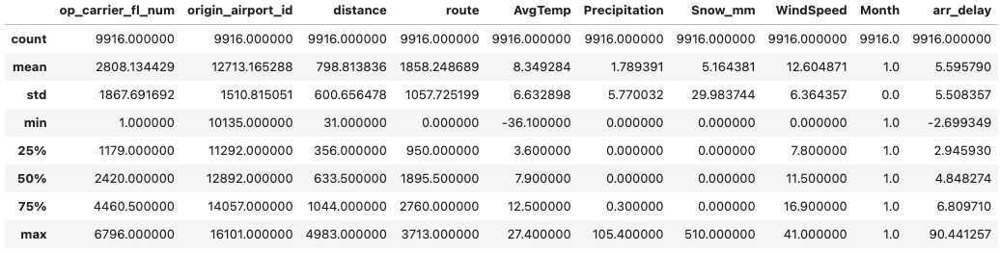 op_carrier_fl_num origin_airport_id distance route AvgTemp Precipitation Snow_mm WindSpeed Month arr_delay
count 9916.000000 9916.000000 9916.000000 9916.000000 9916.000000 9916.000000 9916.000000 9916.000000 9916.0 9916.000000
mean 2808.134429 12713.165288 798.813836 1858.248689 8.349284 1.789391 5.164381 12.604871 1.0 5.595790
std 1867.691692 1510.815051 600.656478 1057.725199 6.632898 5.770032 29.983744 6.364357 0.0 5.508357
min 1.000000 10135.000000 31.000000 0.000000 -36.100000 0.000000 0.000000 0.000000 1.0 -2.699349
25% 1179.000000 11292.000000 356.000000 950.000000 3.600000 0.000000 0.000000 7.800000 1.0 2.945930
50% 2420.000000 12892.000000 633.500000 1895.500000 7.900000 0.000000 0.000000 11.500000 1.0 4.848274
75% 4460.500000 14057.000000 1044.000000 2760.000000 12.500000 0.300000 0.000000 16.900000 1.0 6.809710
max 6796.000000 16101.000000 4983.000000 3713.000000 27.400000 105.400000 510.000000 41.000000 1.0 90.441257